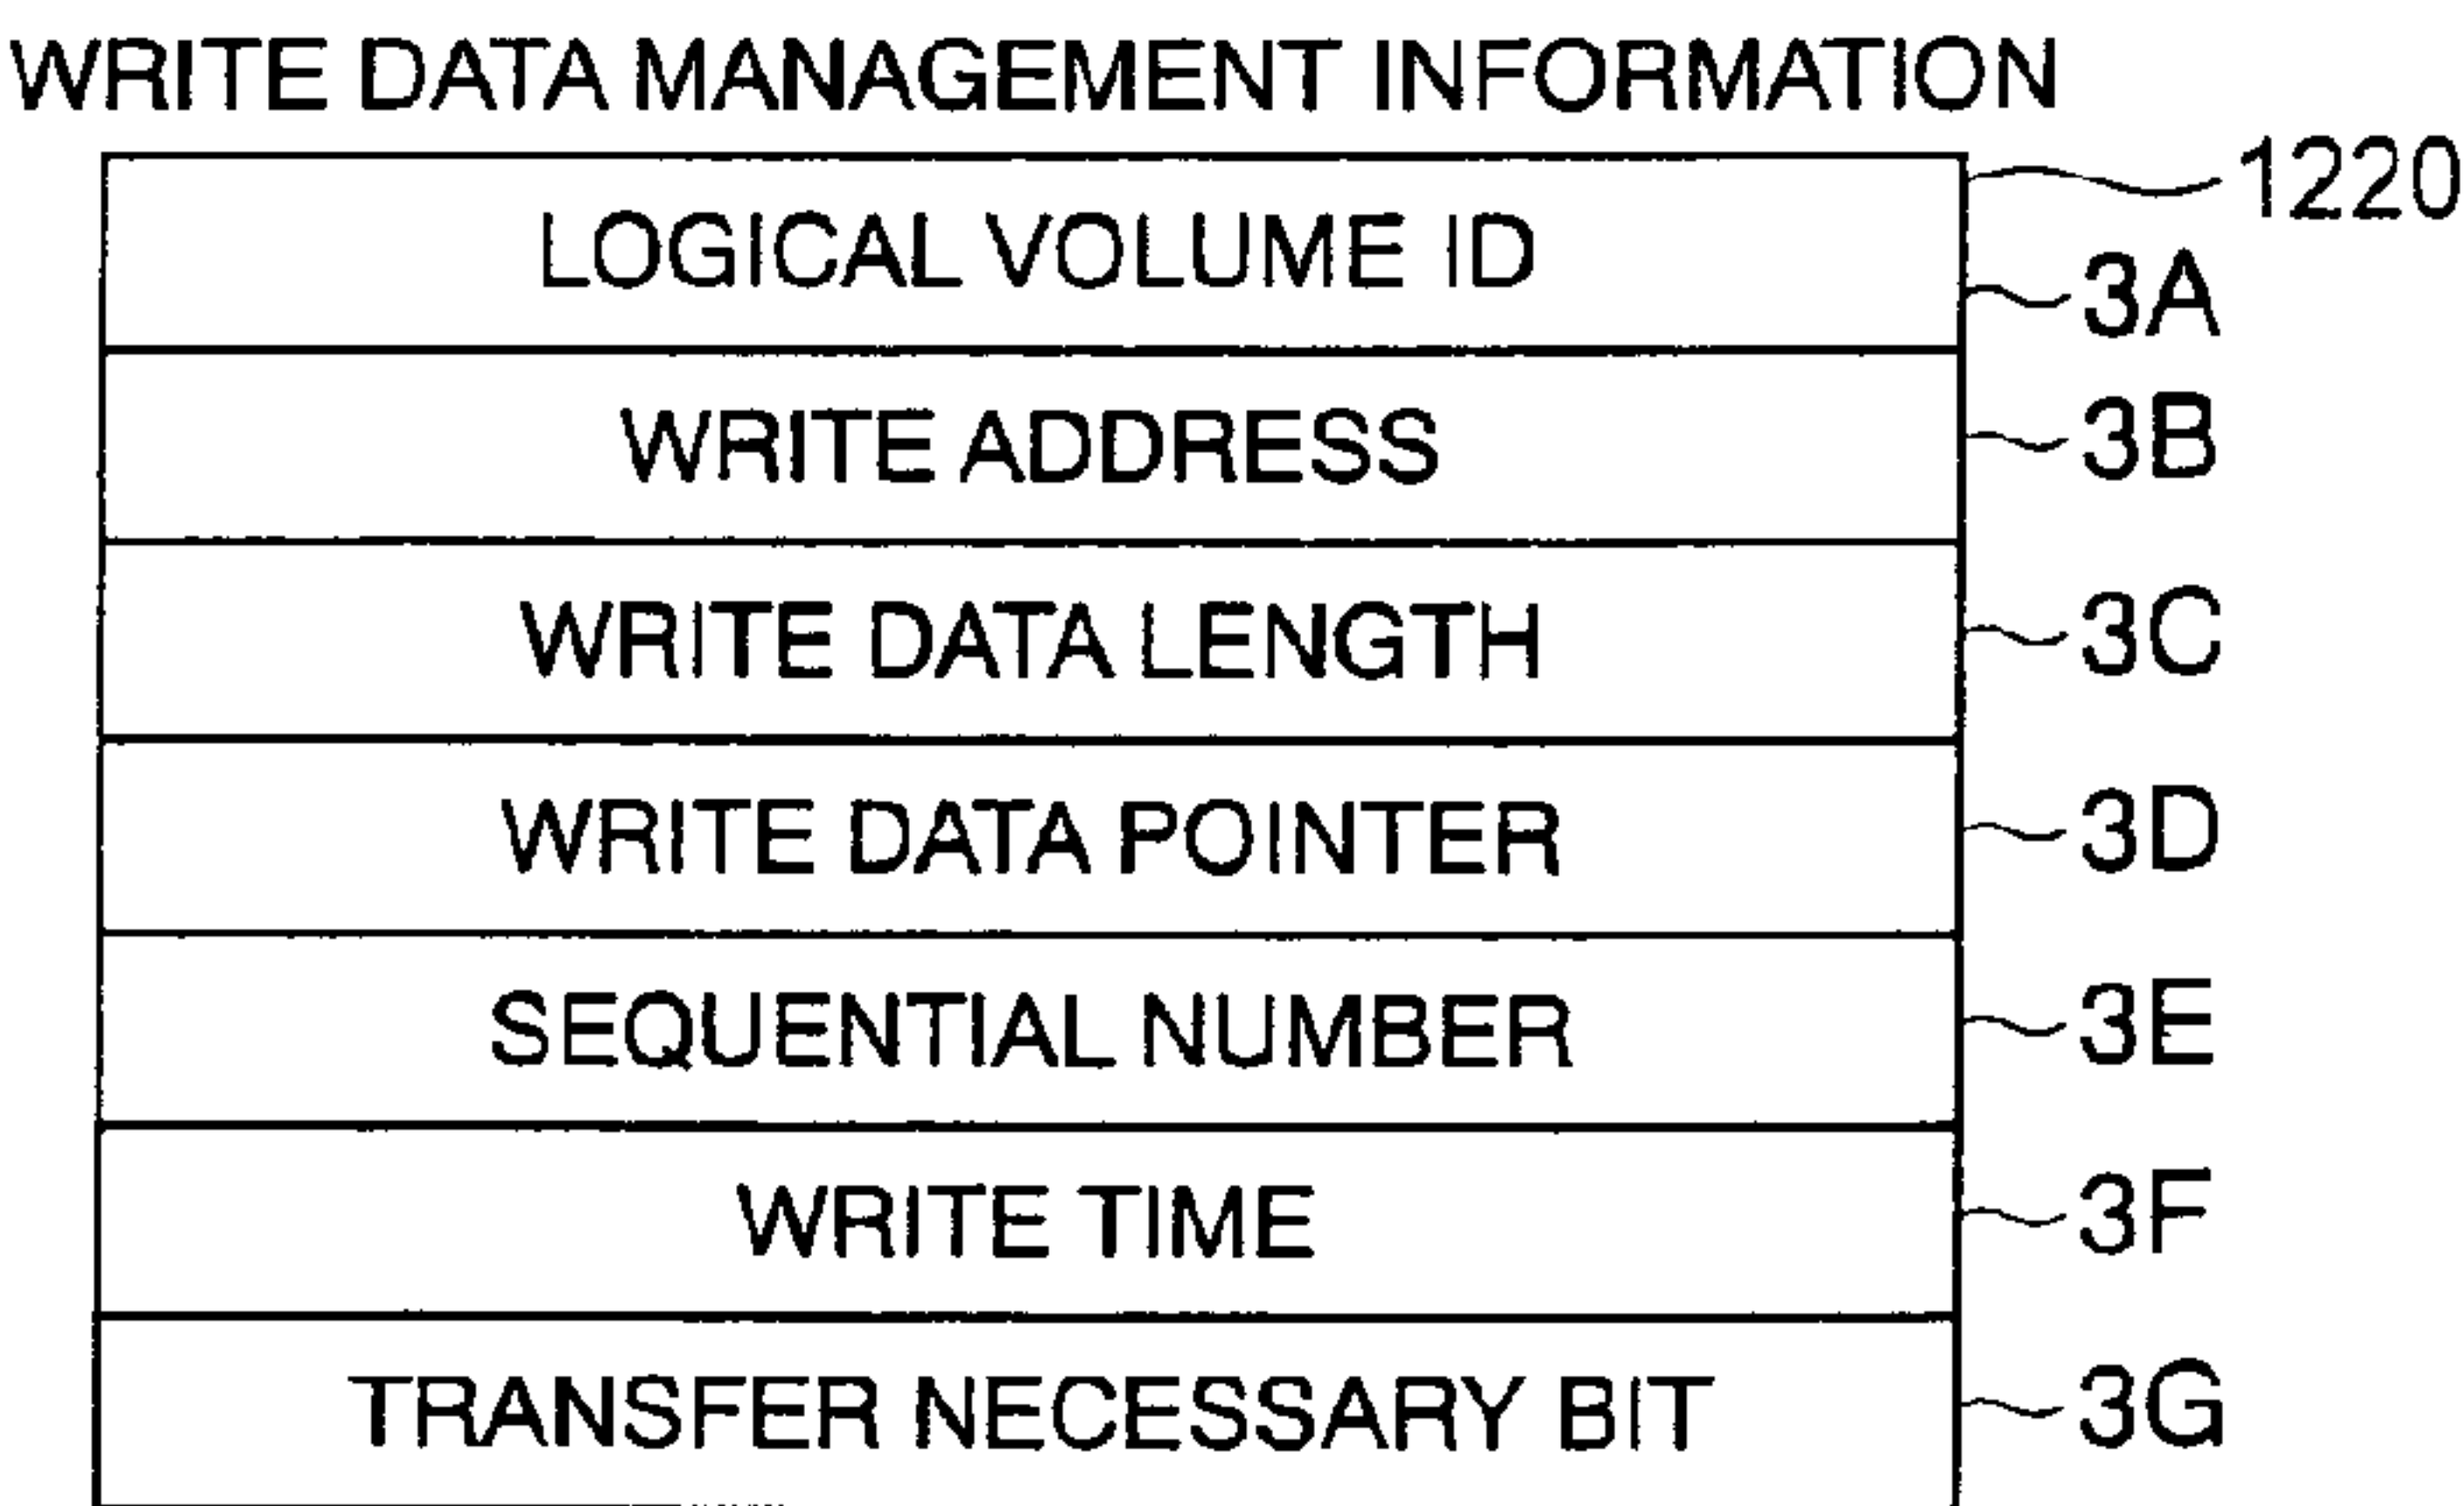 WRITE DATA MANAGEMENT INFORMATION
1220
LOGICAL VOLUME ID
3A
WRITE ADDRESS
3B
WRITE DATA LENGTH
3C
WRITE DATA POINTER
3D
SEQUENTIAL NUMBER
3E
WRITE TIME
3F
TRANSFER NECESSARY BIT
3G